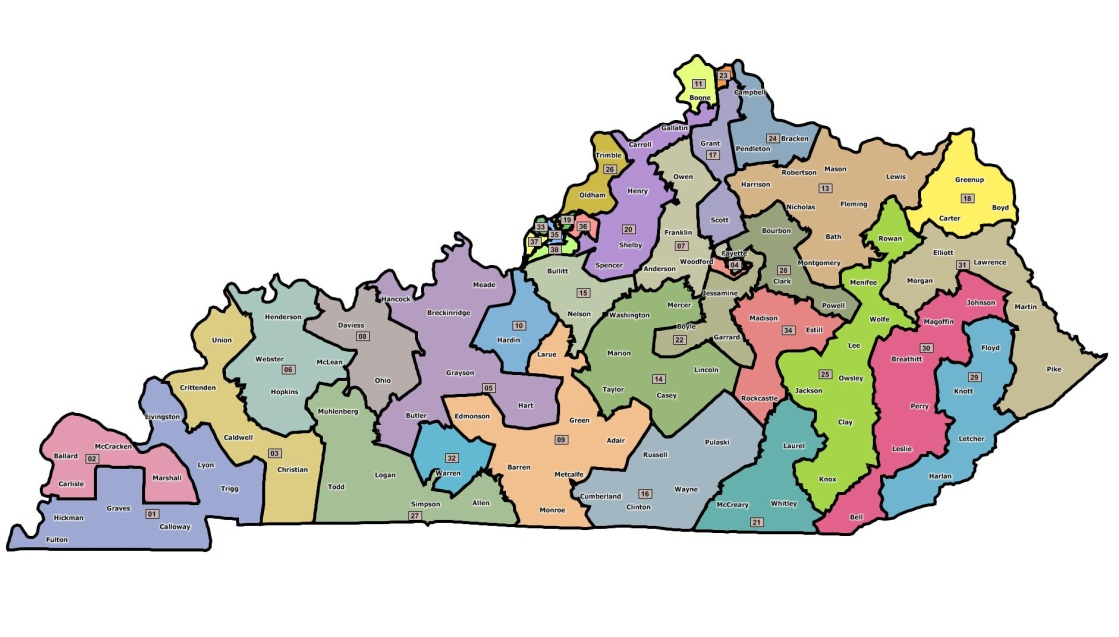 23
11
Boone
Campbell
Gallatin
24
Bracken
Carroll
Grant
Pendleton
17
Trimble
26
Owen
Robertson
Mason
Harrison
13
Lewis
Greenup
18
Boyd
Carter
Oldham
Henry
Nicholas
Fleming
Scott
33
19
36
35
37
38
20
Shelby
Franklin
07
Bourbon
Bath
Rowan
Fayette
04
Woodford
Spencer
Anderson
28
Clark
Montgomery
Elliott
31
Lawrence
Morgan
Bullitt
15
Nelson
Jessamine
Menifee
Powell
Meade
Hancock
Breckinridge
10
Hardin
Washington
Mercer
Boyle
22
Garrard
Madison
34
Estill
Wolfe
Johnson
Magoffin
30
Martin
Henderson
Daviess
08
Union
Webster
06
McLean
Hopkins
Ohio
Grayson
05
Larue
Marion
Lee
Breathitt
Floyd
29
Knott
Pike
Crittenden
Lincoln
14
Taylor
Casey
25
Owsley
Jackson
Rockcastle
Perry
Livingston
Muhlenberg
Butler
Edmonson
Hart
Green
09
Adair
Clay
Caldwell
03
Christian
Pulaski
Russell
Laurel
Letcher
Leslie
McCracken
02
Ballard
Carlisle
Marshall
Lyon
Trigg
32
Warren
Logan
Todd
Barren
Metcalfe
Knox
Harlan
Graves
01
Hickman
Calloway
Fulton
Simpson
27
Allen
Monroe
Cumberland
16
Clinton
Wayne
McCreary
Whitley
21
Bell